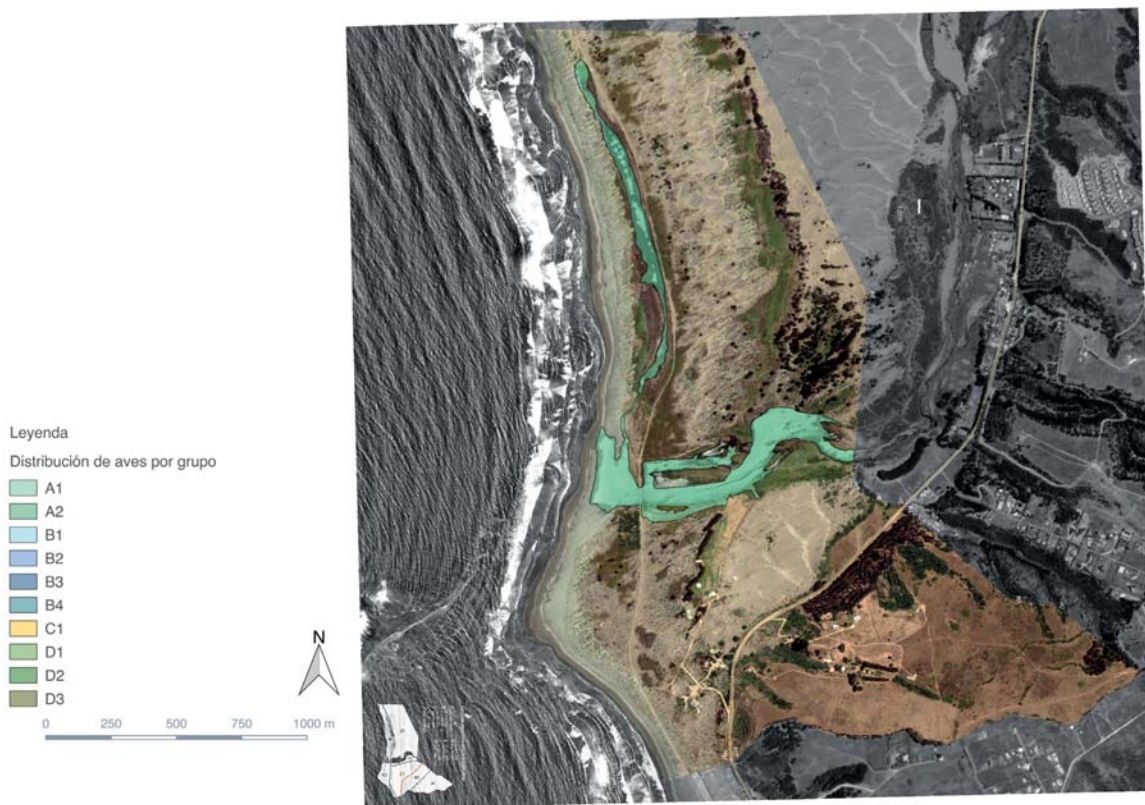 Leyenda
Distribución de aves por grupo
A1
A2
B1
B2
B3
B4
C1
D1
D2
D3
N
0 250 500 750 1000 m